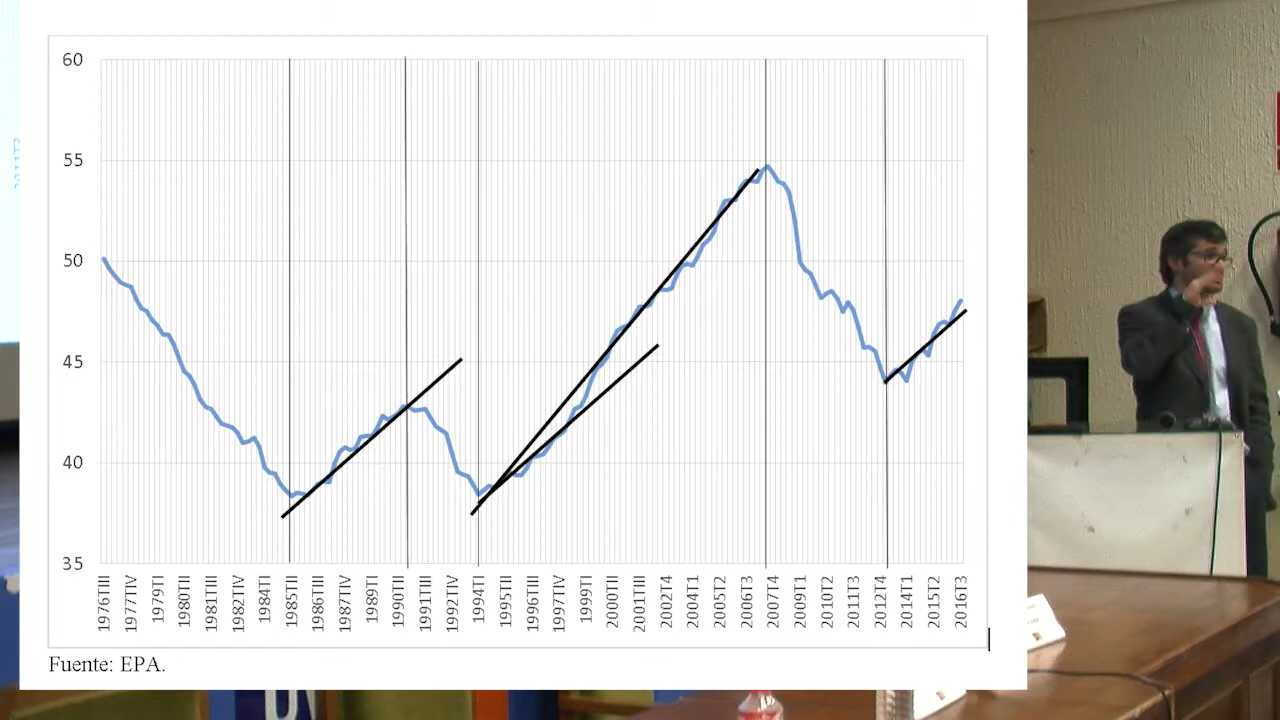 60
55
50
45
40
35
1976TIII
1977TIV
1979TI
1980TII
1981TIII
1982TIV
1984TI
1985TII
1986TIII
1987TIV
1989T1
1990TII
1991TIII
1992TIV
1994T1
1995TII
1996TIII
1997TIV
1999TI
2000TII
2001TIII
2002T4
2004T1
2005T2
2006T3
2007T4
2009T1
2010T2
2011T3
2012T4
2014T1
2015T2
2016T3
Fuente: EPA.